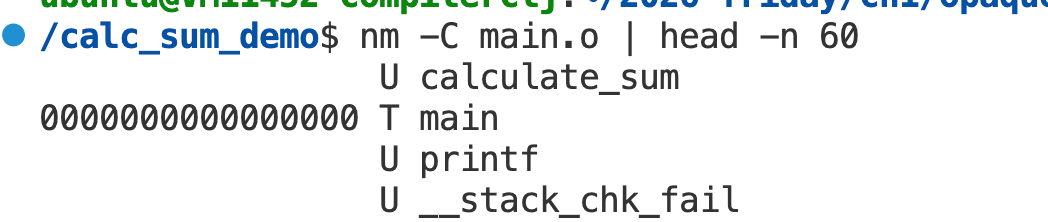 /calc_sum_demo$ nm -C main.o | head -n 60
U calculate_sum
0000000000000000 T main
U printf
U __stack_chk_fail